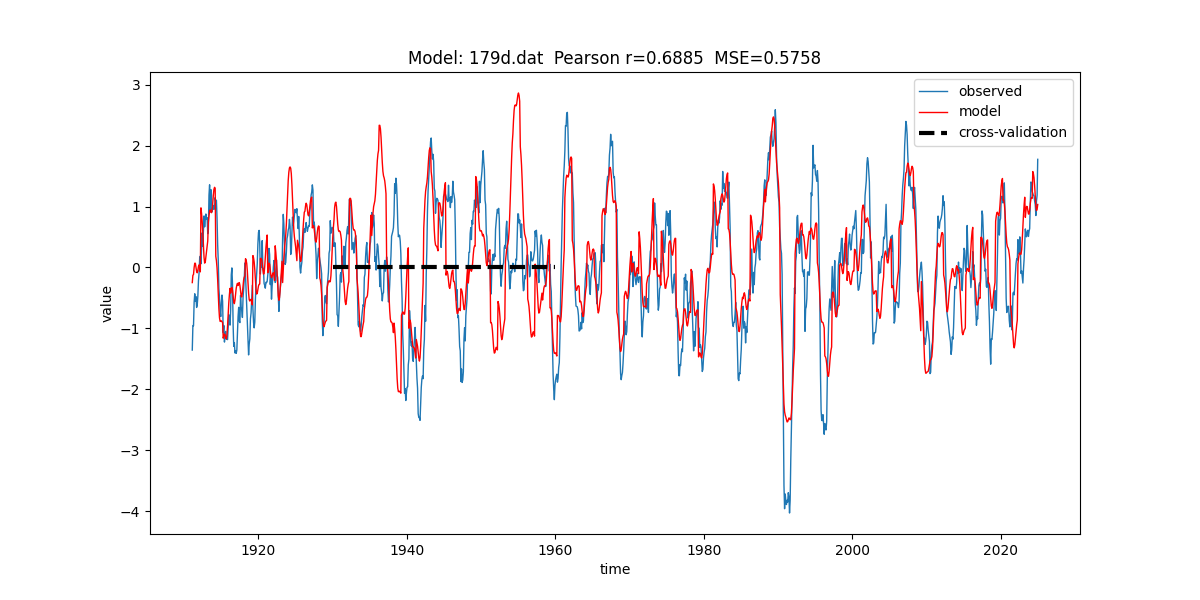 Model: 179d.dat  Pearson r=0.6885  MSE=0.5758
observed
model
cross-validation
3
2
1
0
−1
−2
−3
−4
value
1920
1940
1960
1980
2000
2020
time